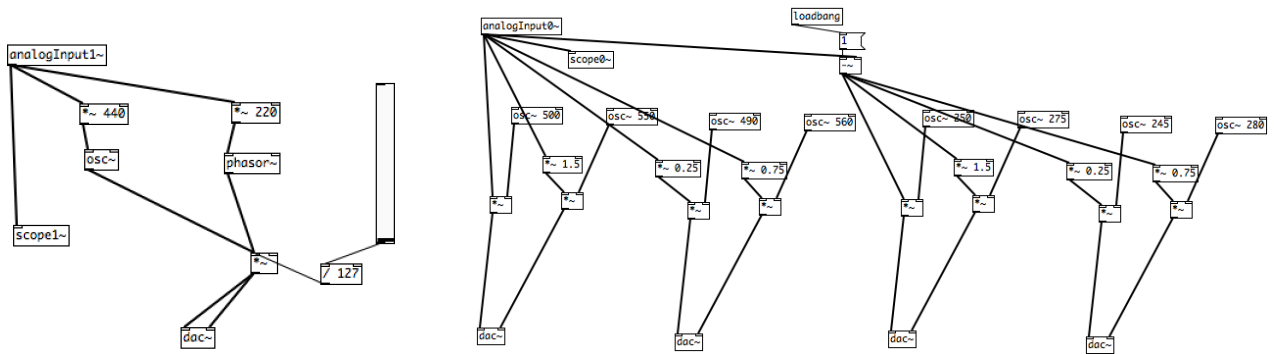 analogInput1~
*~ 440
*~ 220
osc~
phasor~
scope1~
*~
/ 127
dac~
loadbang
analogInput0~
1
scope0~
-~
osc~ 500
osc~ 550
osc~ 490
osc~ 560
osc~ 250
osc~ 275
osc~ 245
osc~ 280
*~ 1.5
*~ 0.25
*~ 0.75
*~ 1.5
*~ 0.25
*~ 0.75
*~
*~
*~
*~
*~
*~
*~
*~
dac~
dac~
dac~
dac~